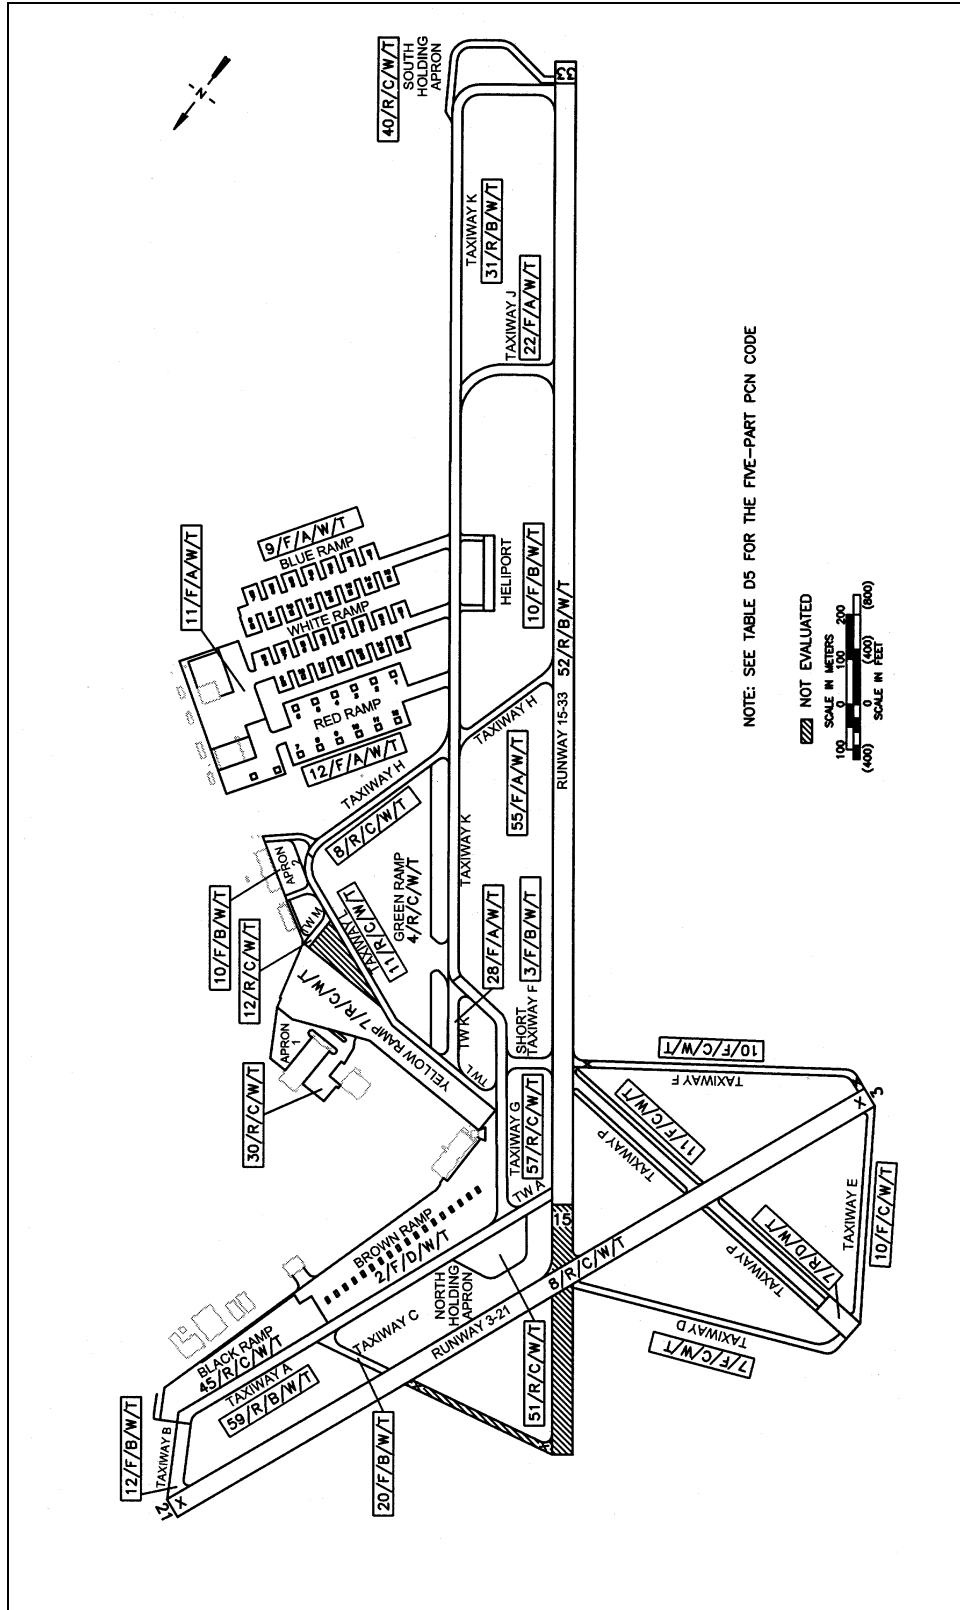 40/R/C/W/T
SOUTH
HOLDING
APRON
33
N
TAXIWAY K
31/R/B/W/T
TAXIWAY J
22/F/A/W/T
NOTE: SEE TABLE D5 FOR THE FIVE-PART PCN CODE
9/F/A/W/T
BLUE RAMP
11/F/A/W/T
WHITE RAMP
RED RAMP
12/F/A/W/T
HELIPORT
10/F/B/W/T
RUNWAY 15-33 52/R/B/W/T
TAXIWAY H
55/F/A/W/T
TAXIWAY H
8/R/C/W/T
TAXIWAY K
NOT EVALUATED
SCALE IN METERS
100 0 100 200
(400) 0 (400) (800)
SCALE IN FEET
APRON
2
10/F/B/W/T
TW M
12/R/C/W/T
TAXIWAY L
11/R/C/W/T
GREEN RAMP
4/R/C/W/T
28/F/A/W/T
3/F/B/W/T
SHORT
TAXIWAY F
TW K
TW L
YELLOW RAMP 7/R/C/W/T
APRON
1
30/R/C/W/T
TAXIWAY G
57/R/C/W/T
TW A
15
10/F/C/W/T
TAXIWAY F
11/F/C/W/T
TAXIWAY P
X
3
TAXIWAY E
10/F/C/W/T
7/R/D/W/T
TAXIWAY P
TAXIWAY D
7/F/C/W/T
BROWN RAMP
2/F/D/W/T
NORTH
HOLDING
APRON
TAXIWAY C
RUNWAY 3-21
8/R/C/W/T
51/R/C/W/T
BLACK RAMP
45/R/C/W/T
TAXIWAY A
59/R/B/W/T
20/F/B/W/T
X
12/F/B/W/T
TAXIWAY B
21
X